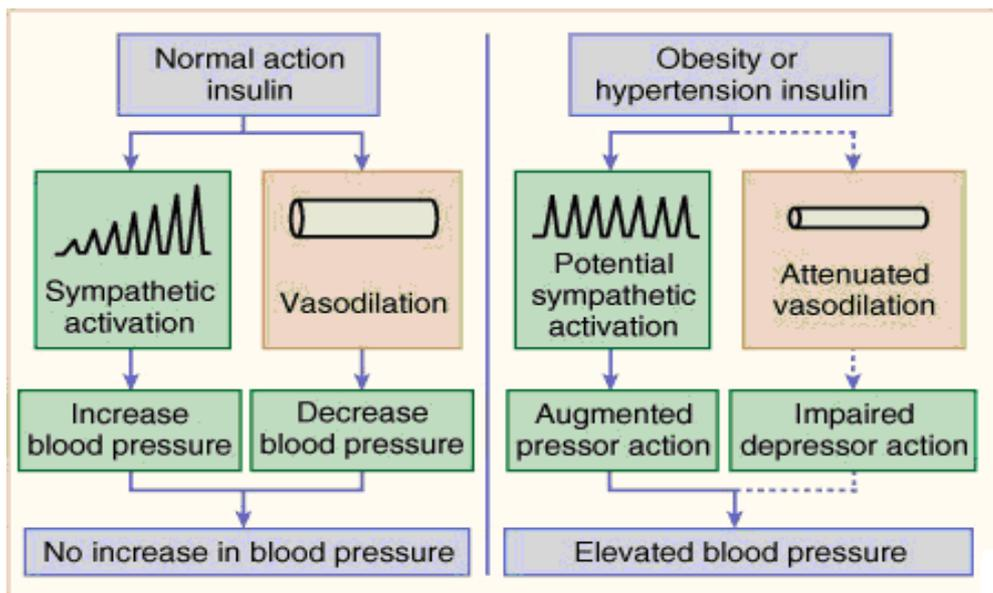 Normal action
insulin
Sympathetic
activation
Vasodilation
Increase
blood pressure
Decrease
blood pressure
No increase in blood pressure
Obesity or
hypertension insulin
Potential
sympathetic
activation
Attenuated
vasodilation
Augmented
pressor action
Impaired
depressor action
Elevated blood pressure